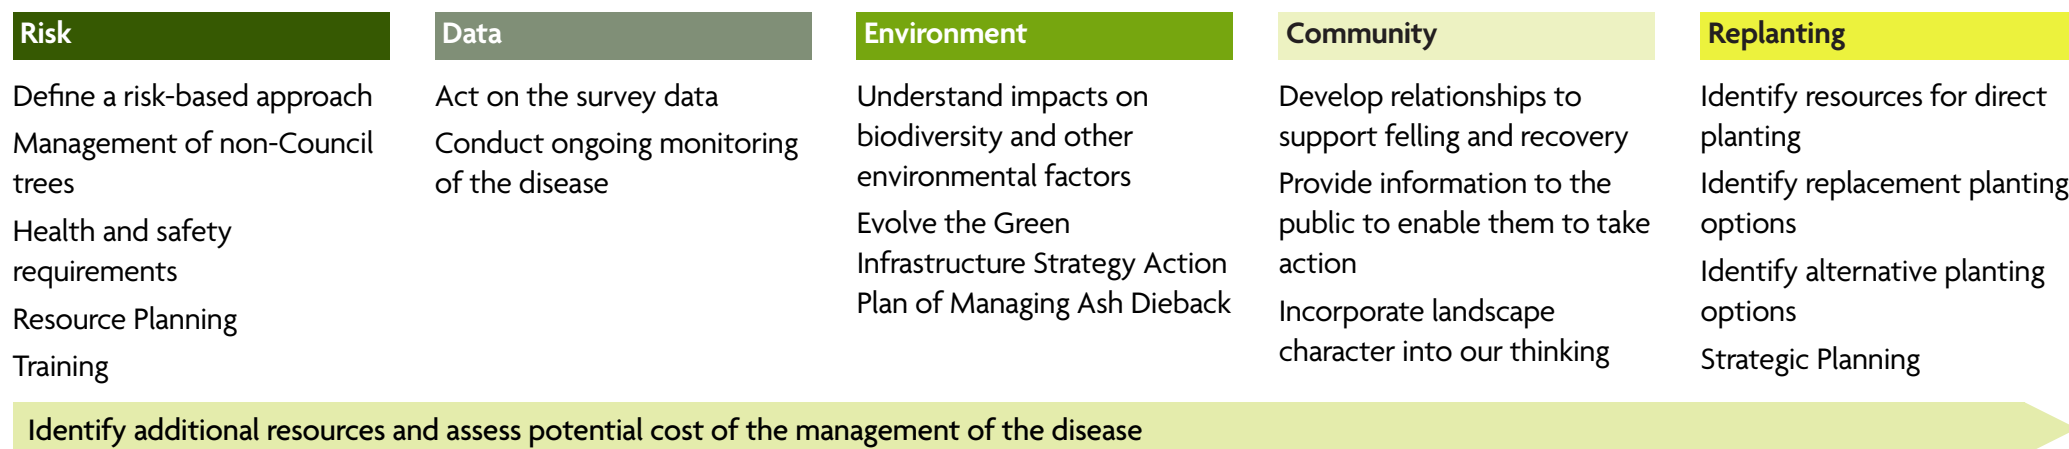 Risk
Define a risk-based approach
Management of non-Council
trees
Health and safety
requirements
Resource Planning
Training
Data
Act on the survey data
Conduct ongoing monitoring
of the disease
Environment
Understand impacts on
biodiversity and other
environmental factors
Evolve the Green
Infrastructure Strategy Action
Plan of Managing Ash Dieback
Community
Develop relationships to
support felling and recovery
Provide information to the
public to enable them to take
action
Incorporate landscape
character into our thinking
Replanting
Identify resources for direct
planting
Identify replacement planting
options
Identify alternative planting
options
Strategic Planning
Identify additional resources and assess potential cost of the management of the disease